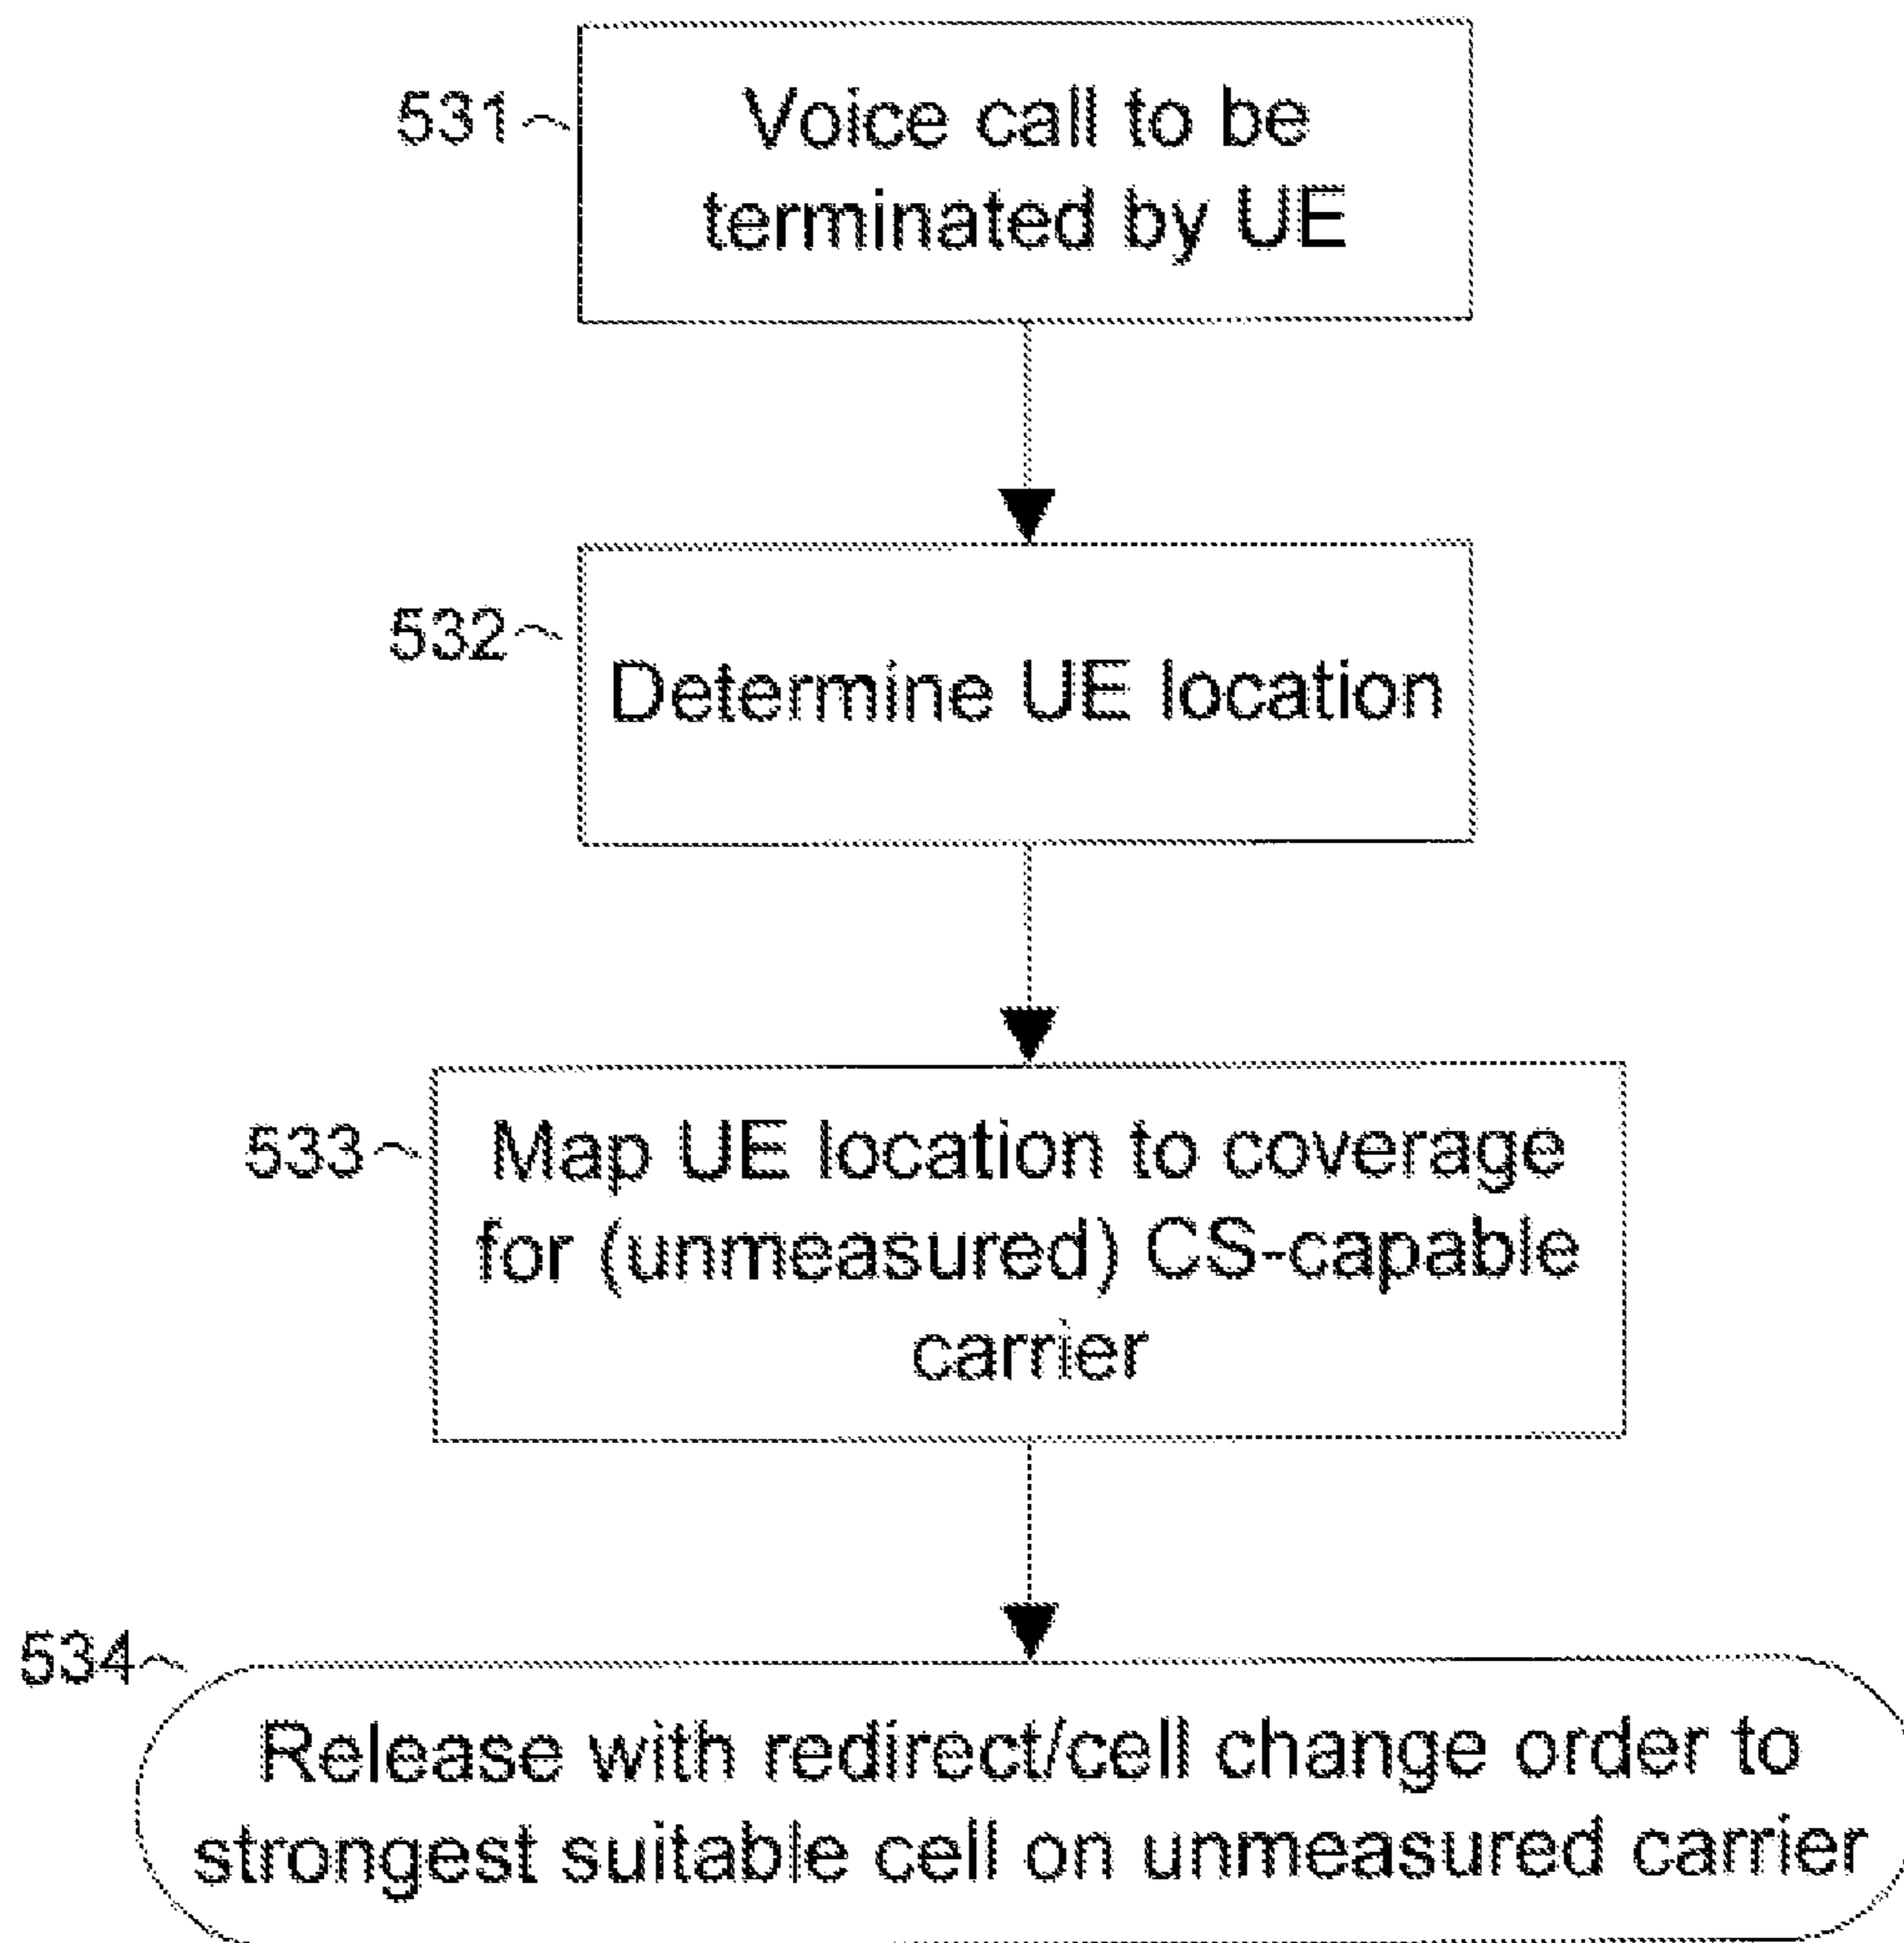 531
Voice call to be
terminated by UE
532
Determine UE location
533
Map UE location to coverage
for (unmeasured) CS-capable
carrier
534
Release with redirect/cell change order to
strongest suitable cell on unmeasured carrier